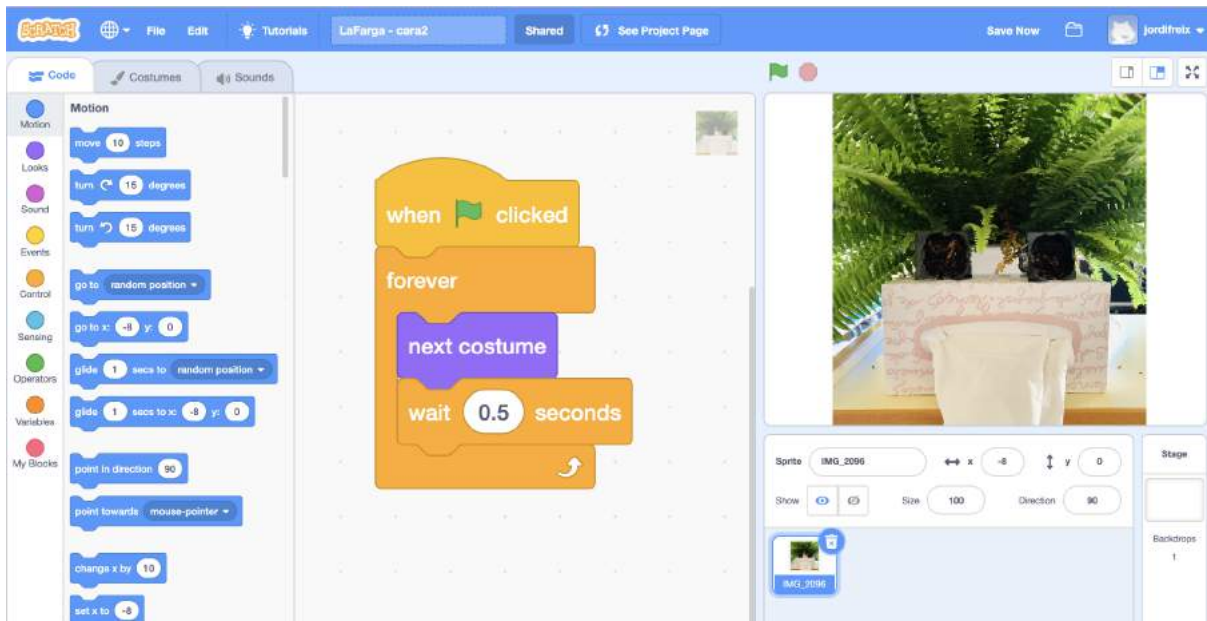 SCRATCH File Edit Tutorials LaFarga - cara2 Shared See Project Page Save Now jordifreix
Code Costumes Sounds
Motion
Looks
Sound
Events
Control
Sensing
Operators
Variables
My Blocks
Motion
move 10 steps
turn 15 degrees
turn 15 degrees
go to random position
go to x: -8 y: 0
glide 1 secs to random position
glide 1 secs to x: -8 y: 0
point in direction 90
point towards mouse-pointer
change x by 10
set x to -8
when clicked
forever
next costume
wait 0.5 seconds
Sprite IMG_2096 x -8 y 0
Show Size 100 Direction 90
IMG_2096
Stage
Backdrops
1